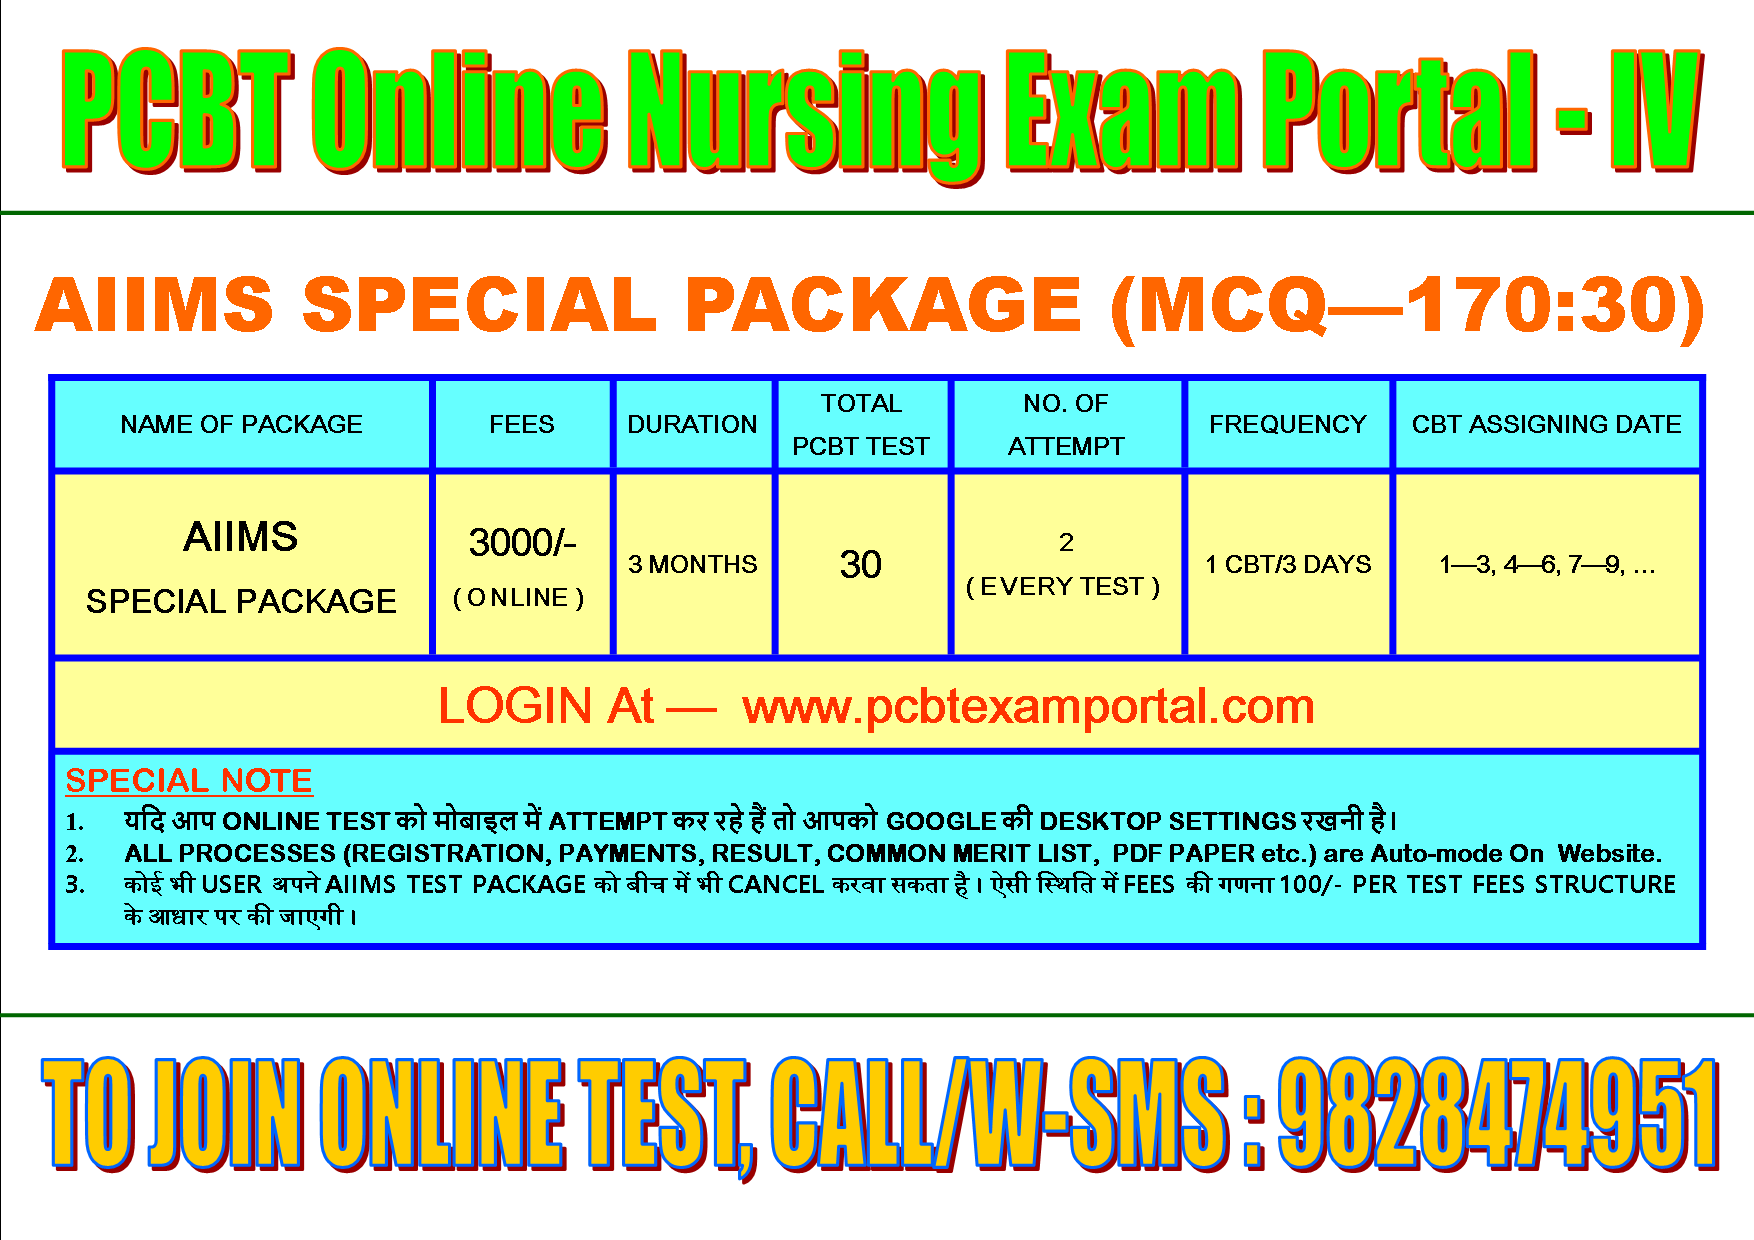 PCBT Online Nursing Exam Portal - IV
AIIMS SPECIAL PACKAGE (MCQ—170:30)
NAME OF PACKAGE
FEES
DURATION
TOTAL
PCBT TEST
NO. OF
ATTEMPT
FREQUENCY
CBT ASSIGNING DATE
AIIMS
SPECIAL PACKAGE
3000/-
( ONLINE )
3 MONTHS
30
2
( EVERY TEST )
1 CBT/3 DAYS
1—3, 4—6, 7—9, ...
LOGIN At — www.pcbtexamportal.com
SPECIAL NOTE
1. यदि आप ONLINE TEST को मोबाइल में ATTEMPT कर रहे हैं तो आपको GOOGLE की DESKTOP SETTINGS रखनी है।
2. ALL PROCESSES (REGISTRATION, PAYMENTS, RESULT, COMMON MERIT LIST, PDF PAPER etc.) are Auto-mode On Website.
3. कोई भी USER अपने AIIMS TEST PACKAGE को बीच में भी CANCEL करवा सकता है। ऐसी स्थिति में FEES की गणना 100/- PER TEST FEES STRUCTURE
के आधार पर की जाएगी।
TO JOIN ONLINE TEST, CALL/W-SMS : 9828474951